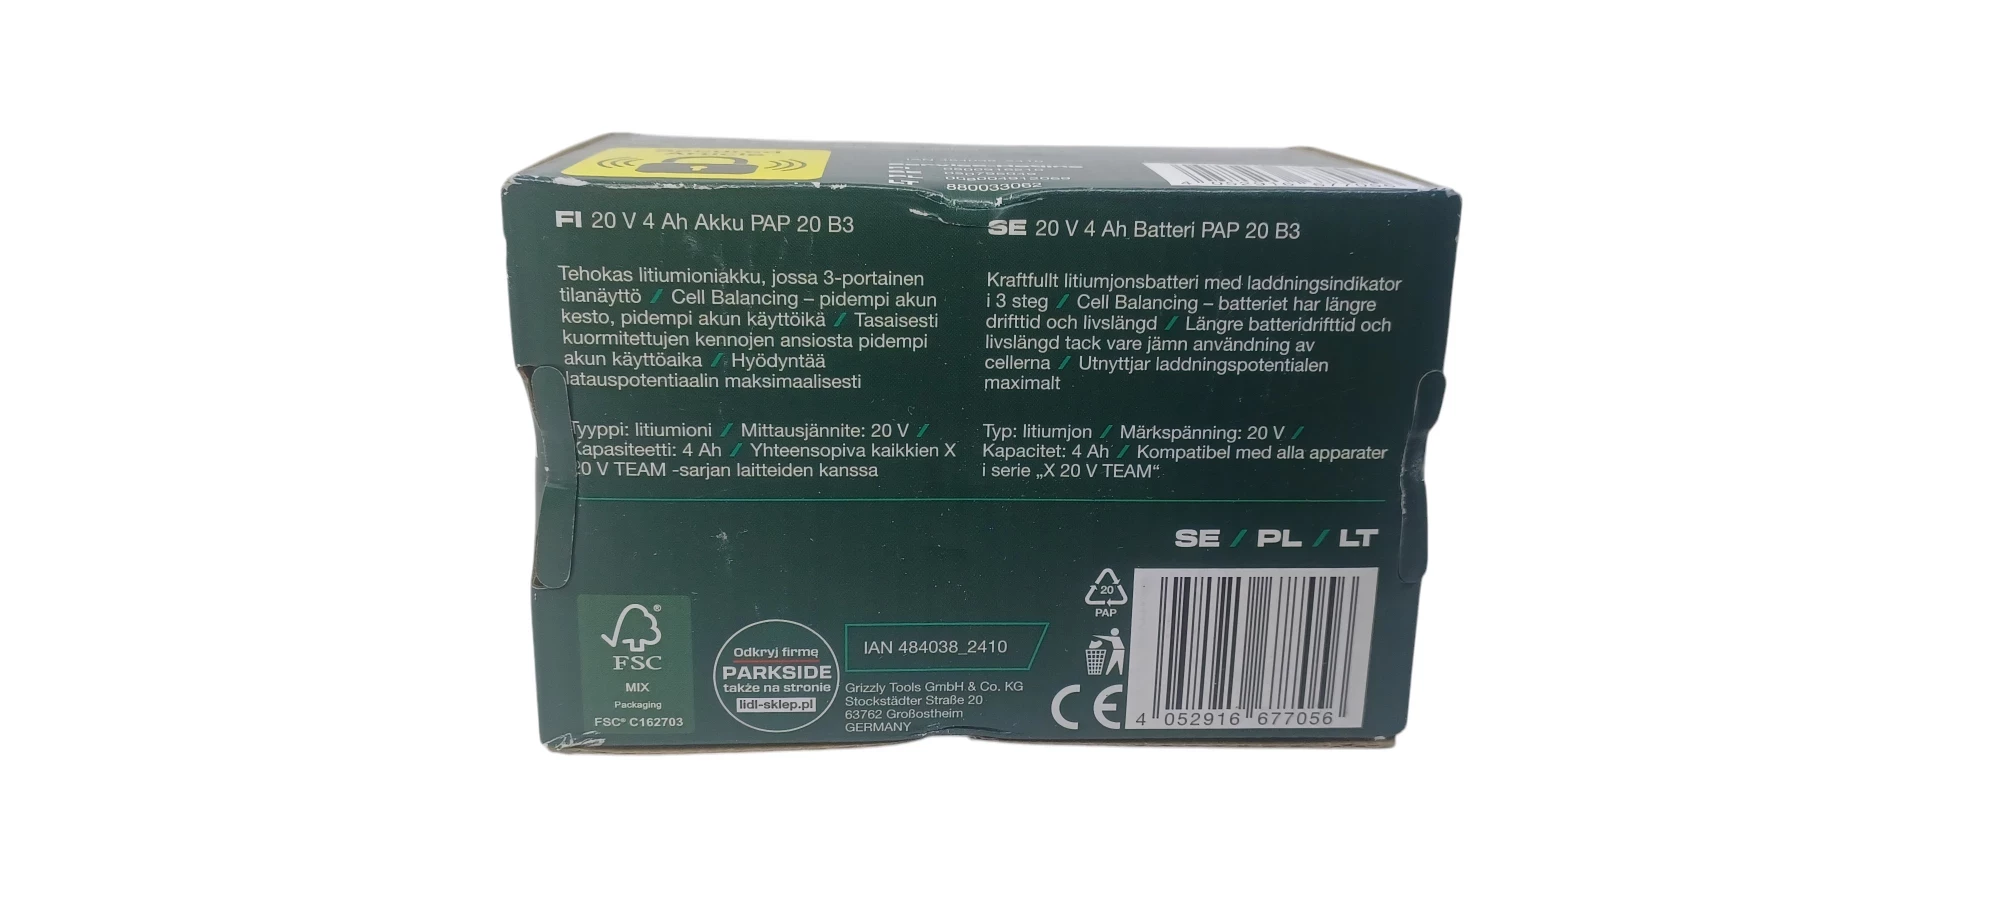 Article
IAN 484038_2410
880033062
4 052916 677056
FI 20 V 4 Ah Akku PAP 20 B3
Tehokas litiumioniakku, jossa 3-portainen
tilanäyttö / Cell Balancing – pidempi akun
kesto, pidempi akun käyttöikä / Tasaisesti
kuormitettujen kennojen ansiosta pidempi
akun käyttöaika / Hyödyntää
latauspotentiaalin maksimaalisesti
Tyyppi: litiumioni / Mittausjännite: 20 V /
Kapasiteetti: 4 Ah / Yhteensopiva kaikkien X
20 V TEAM -sarjan laitteiden kanssa
SE 20 V 4 Ah Batteri PAP 20 B3
Kraftfullt litiumjonsbatteri med laddningsindikator
i 3 steg / Cell Balancing – batteriet har längre
drifttid och livslängd / Längre batteridrifttid och
livslängd tack vare jämn användning av
cellerna / Utnyttjar laddningspotentialen
maximalt
Typ: litiumjon / Märkspänning: 20 V /
Kapacitet: 4 Ah / Kompatibel med alla apparater
i serie „X 20 V TEAM“
SE / PL / LT
FSC
MIX
Packaging
FSC® C162703
Odkryj firmę
PARKSIDE
także na stronie
lidl-sklep.pl
IAN 484038_2410
Grizzly Tools GmbH & Co. KG
Stockstädter Straße 20
63762 Großostheim
GERMANY
20
PAP
CE
4 052916 677056